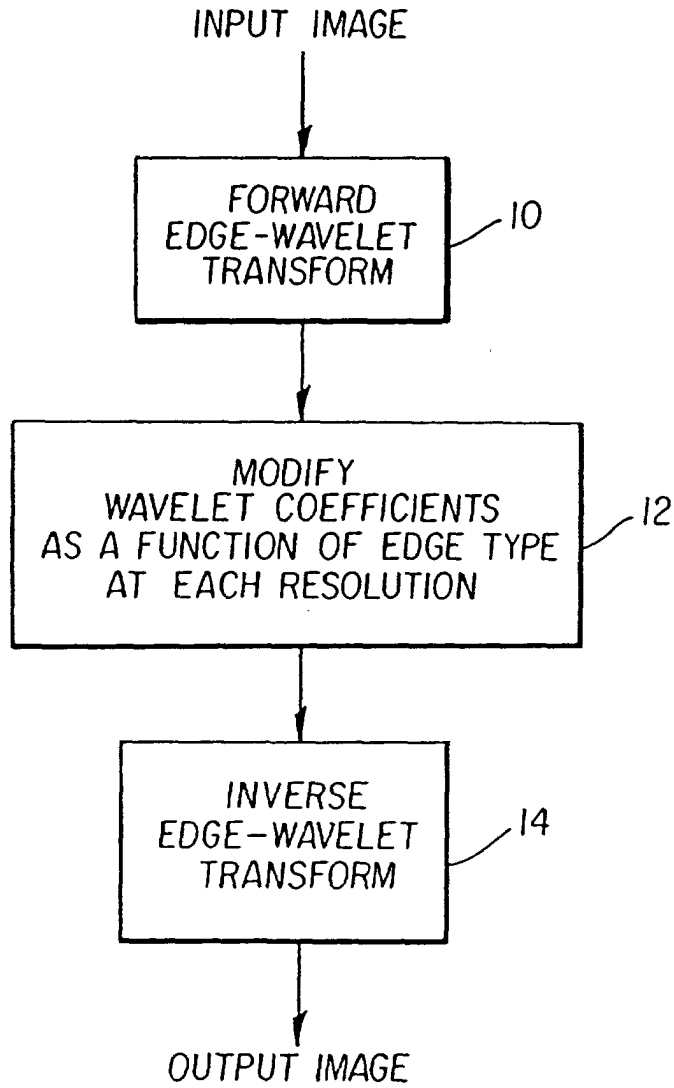 INPUT IMAGE
FORWARD
EDGE-WAVELET
TRANSFORM
10
MODIFY
WAVELET COEFFICIENTS
AS A FUNCTION OF EDGE TYPE
AT EACH RESOLUTION
12
INVERSE
EDGE-WAVELET
TRANSFORM
14
OUTPUT IMAGE